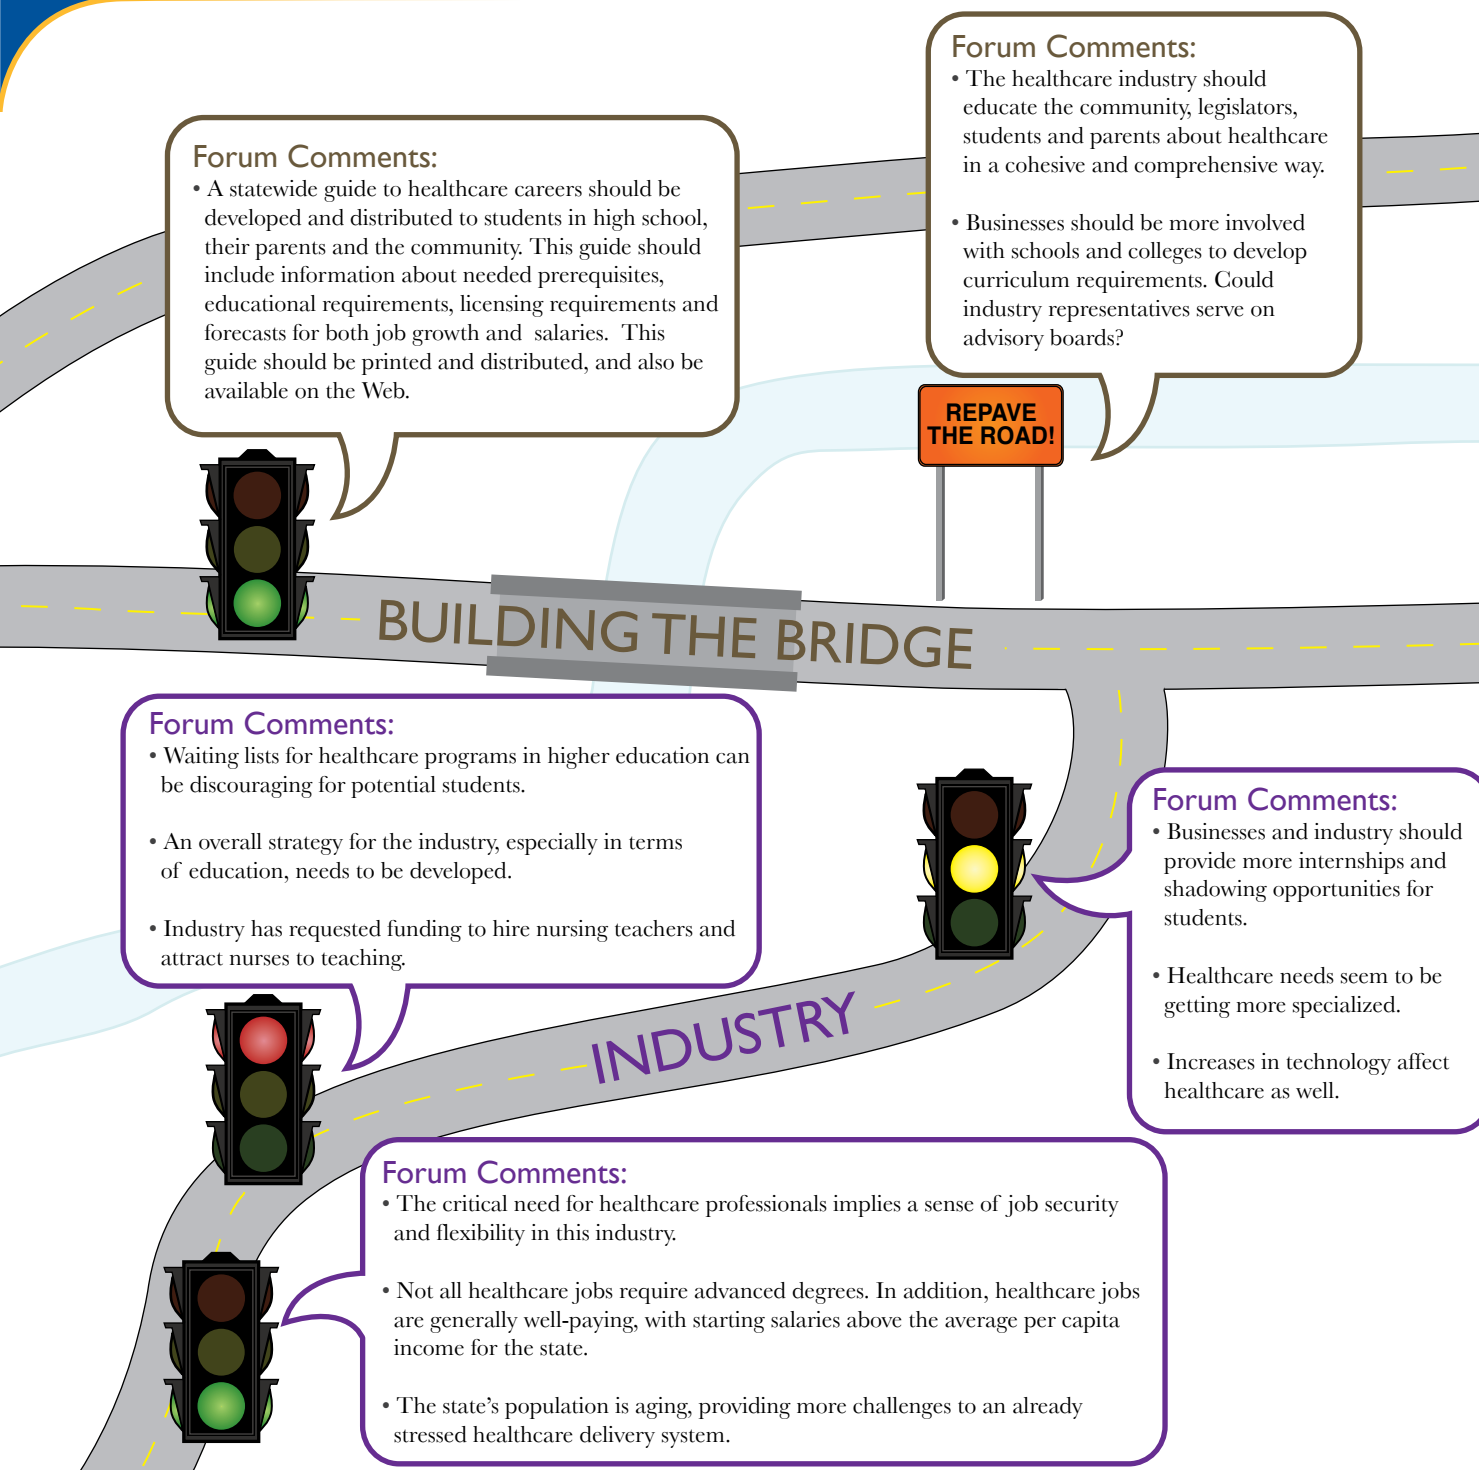 Forum Comments:
• A statewide guide to healthcare careers should be
developed and distributed to students in high school,
their parents and the community. This guide should
include information about needed prerequisites,
educational requirements, licensing requirements and
forecasts for both job growth and salaries. This
guide should be printed and distributed, and also be
available on the Web.
Forum Comments:
• The healthcare industry should
educate the community, legislators,
students and parents about healthcare
in a cohesive and comprehensive way.
• Businesses should be more involved
with schools and colleges to develop
curriculum requirements. Could
industry representatives serve on
advisory boards?
REPAVE
THE ROAD!
BUILDING THE BRIDGE
Forum Comments:
• Waiting lists for healthcare programs in higher education can
be discouraging for potential students.
• An overall strategy for the industry, especially in terms
of education, needs to be developed.
• Industry has requested funding to hire nursing teachers and
attract nurses to teaching.
Forum Comments:
• Businesses and industry should
provide more internships and
shadowing opportunities for
students.
• Healthcare needs seem to be
getting more specialized.
• Increases in technology affect
healthcare as well.
INDUSTRY
Forum Comments:
• The critical need for healthcare professionals implies a sense of job security
and flexibility in this industry.
• Not all healthcare jobs require advanced degrees. In addition, healthcare jobs
are generally well-paying, with starting salaries above the average per capita
income for the state.
• The state's population is aging, providing more challenges to an already
stressed healthcare delivery system.